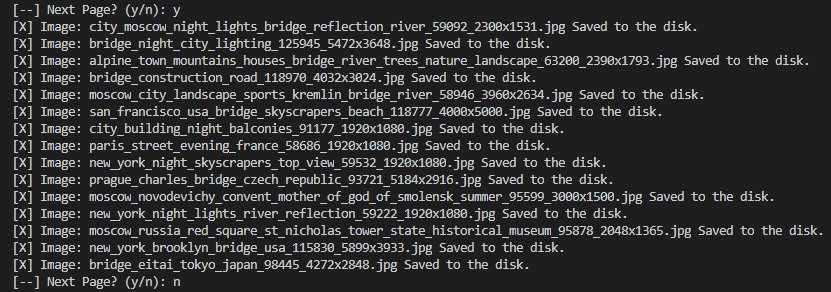 [--] Next Page? (y/n): y
[X] Image: city_moscow_night_lights_bridge_reflection_river_59092_2300x1531.jpg Saved to the disk.
[X] Image: bridge_night_city_lighting_125945_5472x3648.jpg Saved to the disk.
[X] Image: alpine_town_mountains_houses_bridge_river_trees_nature_landscape_63200_2390x1793.jpg Saved to the disk.
[X] Image: bridge_construction_road_118970_4032x3024.jpg Saved to the disk.
[X] Image: moscow_city_landscape_sports_kremlin_bridge_river_58946_3960x2634.jpg Saved to the disk.
[X] Image: san_francisco_usa_bridge_skyscrapers_beach_118777_4000x5000.jpg Saved to the disk.
[X] Image: city_building_night_balconies_91177_1920x1080.jpg Saved to the disk.
[X] Image: paris_street_evening_france_58686_1920x1080.jpg Saved to the disk.
[X] Image: new_york_night_skyscrapers_top_view_59532_1920x1080.jpg Saved to the disk.
[X] Image: prague_charles_bridge_czech_republic_93721_5184x2916.jpg Saved to the disk.
[X] Image: moscow_novodevichy_convent_mother_of_god_of_smolensk_summer_95599_3000x1500.jpg Saved to the disk.
[X] Image: new_york_night_lights_river_reflection_59222_1920x1080.jpg Saved to the disk.
[X] Image: moscow_russia_red_square_st_nicholas_tower_state_historical_museum_95878_2048x1365.jpg Saved to the disk.
[X] Image: new_york_brooklyn_bridge_usa_115830_5899x3933.jpg Saved to the disk.
[X] Image: bridge_eitai_tokyo_japan_98445_4272x2848.jpg Saved to the disk.
[--] Next Page? (y/n): n